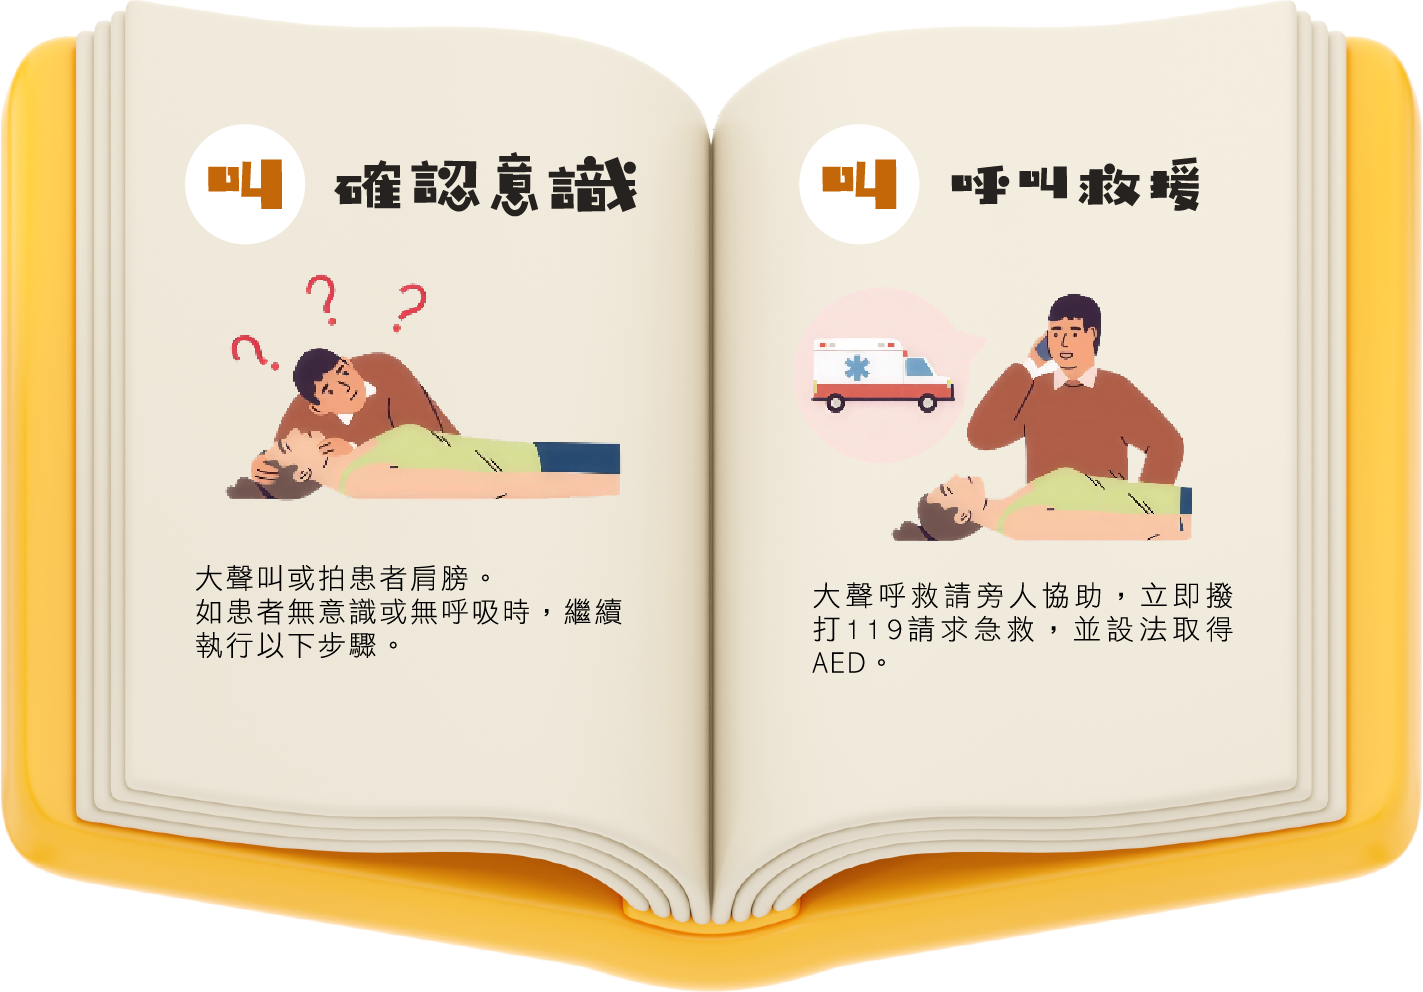 叫 確認意識
大聲叫或拍患者肩膀。
如患者無意識或無呼吸時，繼續
執行以下步驟。
叫 呼叫救援
大聲呼救請旁人協助，立即撥
打119請求急救，並設法取得
AED。